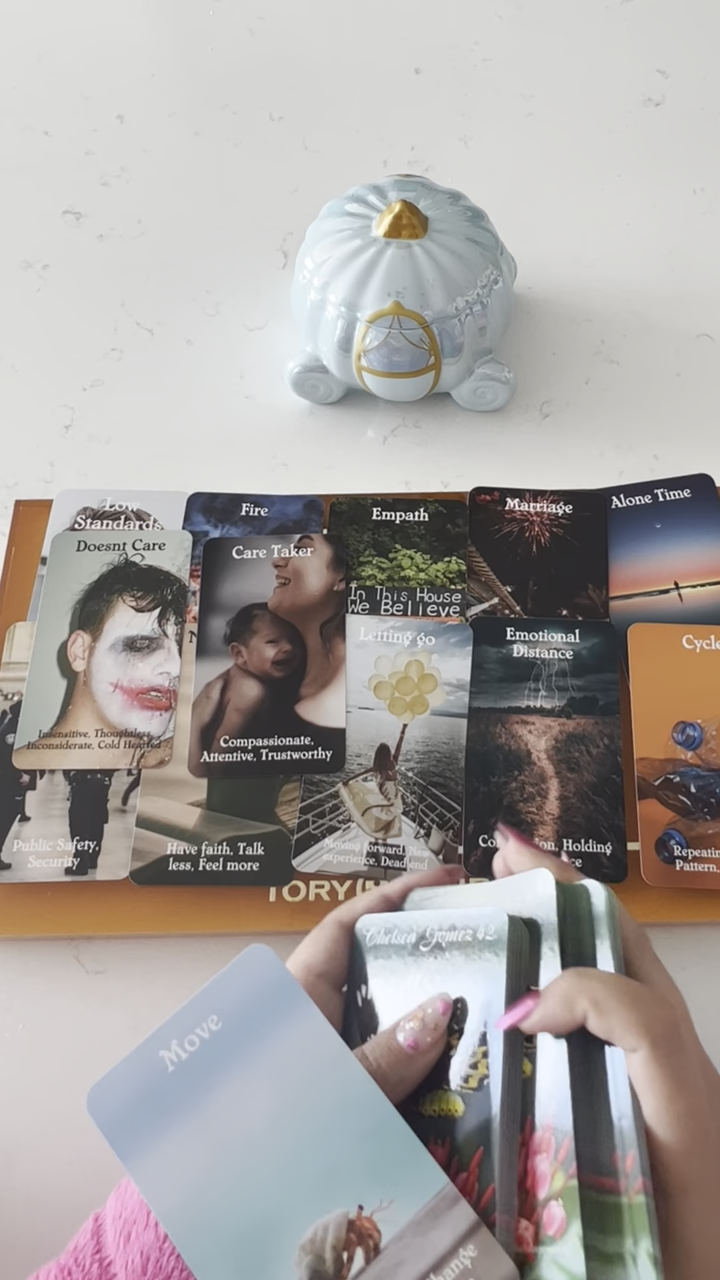 Low
Standards
Fire
Empath
Marriage
Alone Time
Doesnt Care
Care Taker
In This House
We Believe
Letting go
Emotional
Distance
Cycle
Insensitive, Thoughtless,
Inconsiderate, Cold Hearted
Compassionate,
Attentive, Trustworthy
Public Safety,
Security
Have faith, Talk
less, Feel more
Moving forward, New
experience, Dead end
Holding
Repeating
Pattern,
TORY
Chelsea Gomez 42
Move